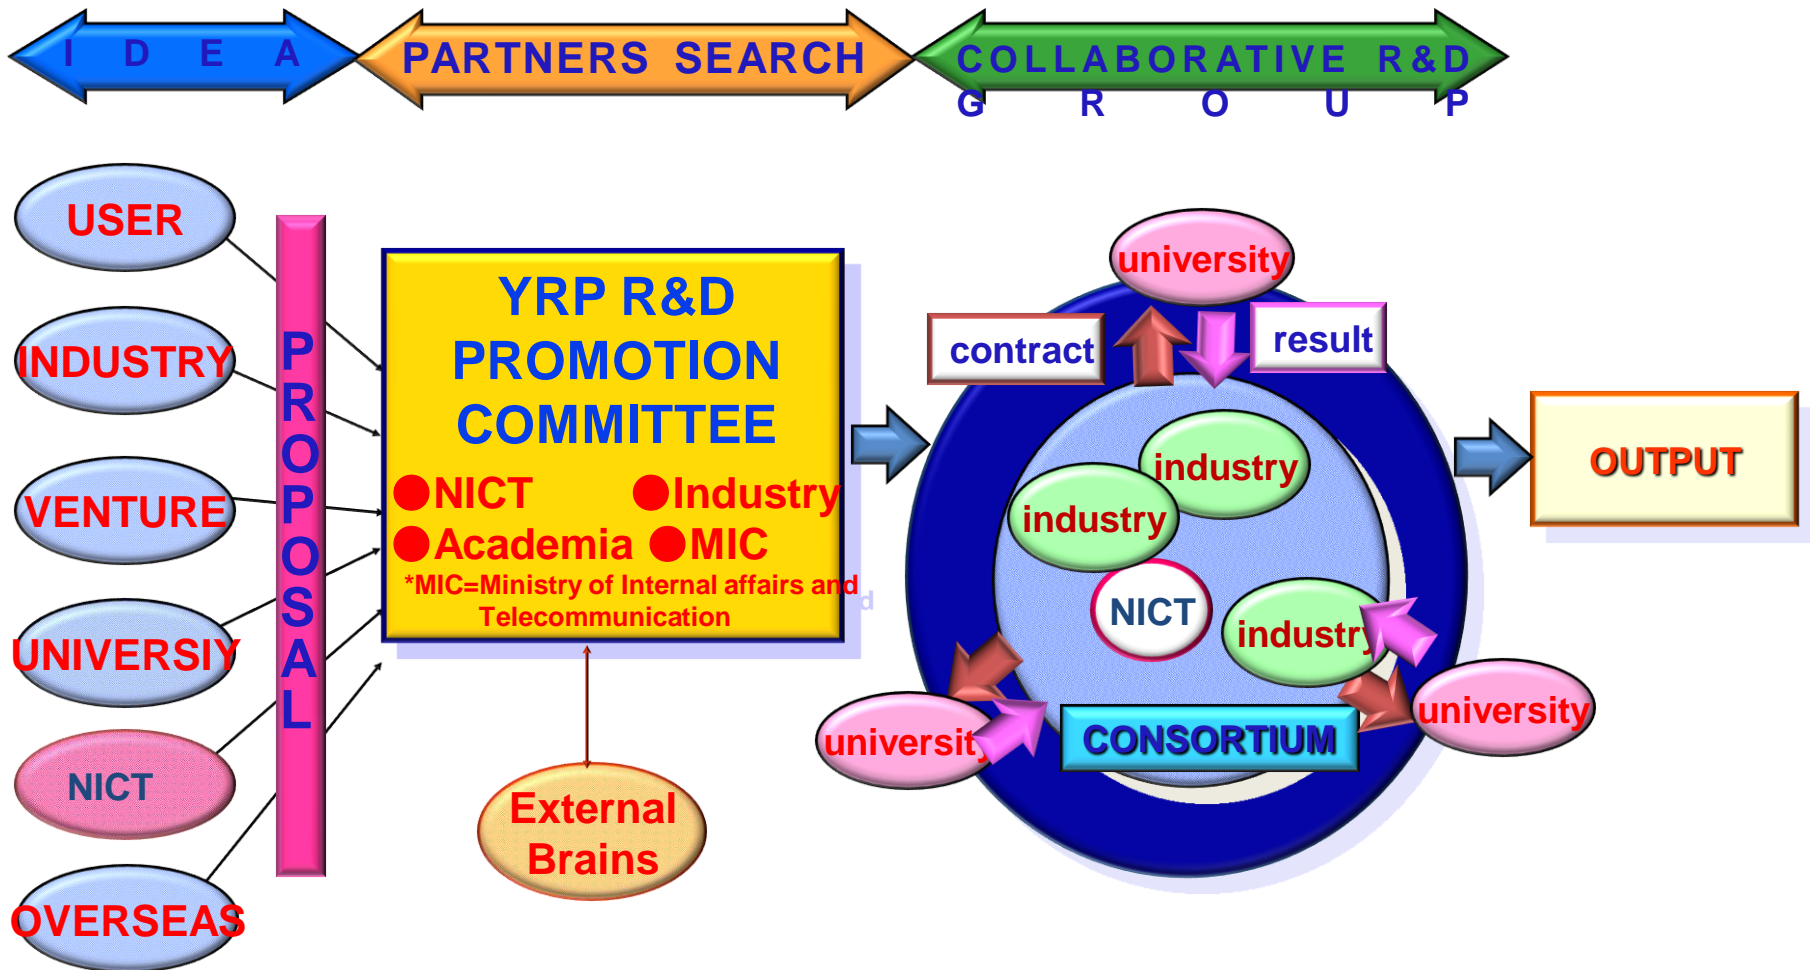 I D E A
PARTNERS SEARCH
COLLABORATIVE R&D
G R O U P
USER
INDUSTRY
VENTURE
UNIVERSIY
NICT
OVERSEAS
PROPOSAL
YRP R&D
PROMOTION
COMMITTEE
●NICT ●Industry
●Academia ●MIC
*MIC=Ministry of Internal affairs and
Telecommunication
External
Brains
university
contract
result
industry
industry
NICT
industry
university
university
CONSORTIUM
OUTPUT